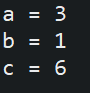 a = 3
b = 1
c = 6